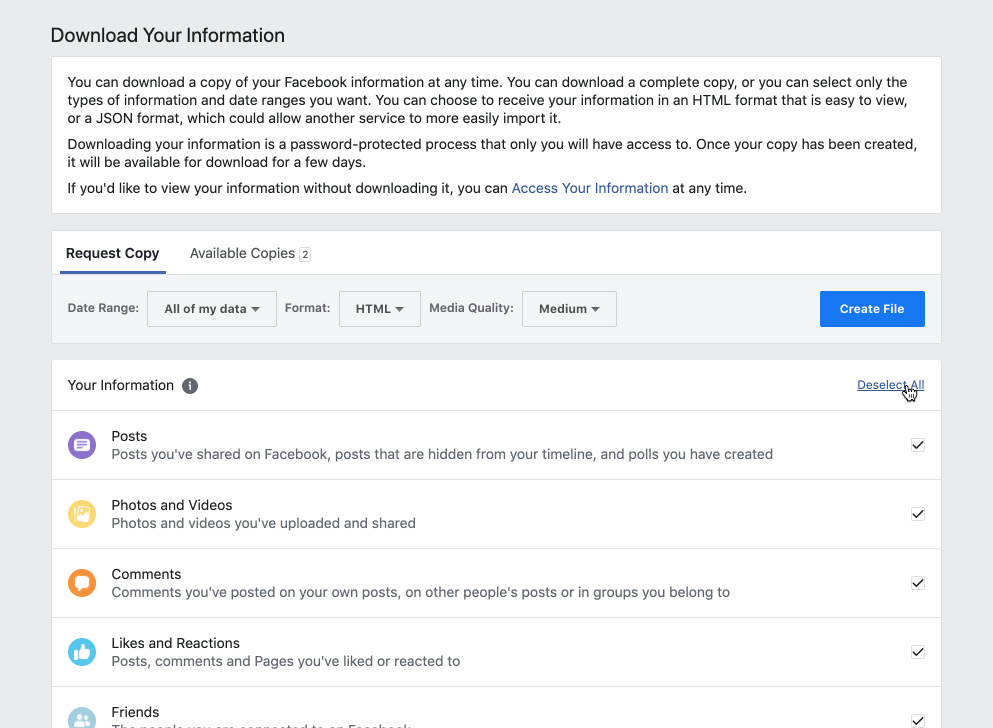 Download Your Information
You can download a copy of your Facebook information at any time. You can download a complete copy, or you can select only the
types of information and date ranges you want. You can choose to receive your information in an HTML format that is easy to view,
or a JSON format, which could allow another service to more easily import it.
Downloading your information is a password-protected process that only you will have access to. Once your copy has been created,
it will be available for download for a few days.
If you'd like to view your information without downloading it, you can Access Your Information at any time.
Request Copy Available Copies 2
Date Range: All of my data Format: HTML Media Quality: Medium Create File
Your Information i Deselect All
Posts
Posts you've shared on Facebook, posts that are hidden from your timeline, and polls you have created
Photos and Videos
Photos and videos you've uploaded and shared
Comments
Comments you've posted on your own posts, on other people's posts or in groups you belong to
Likes and Reactions
Posts, comments and Pages you've liked or reacted to
Friends
The people you are connected to on Facebook